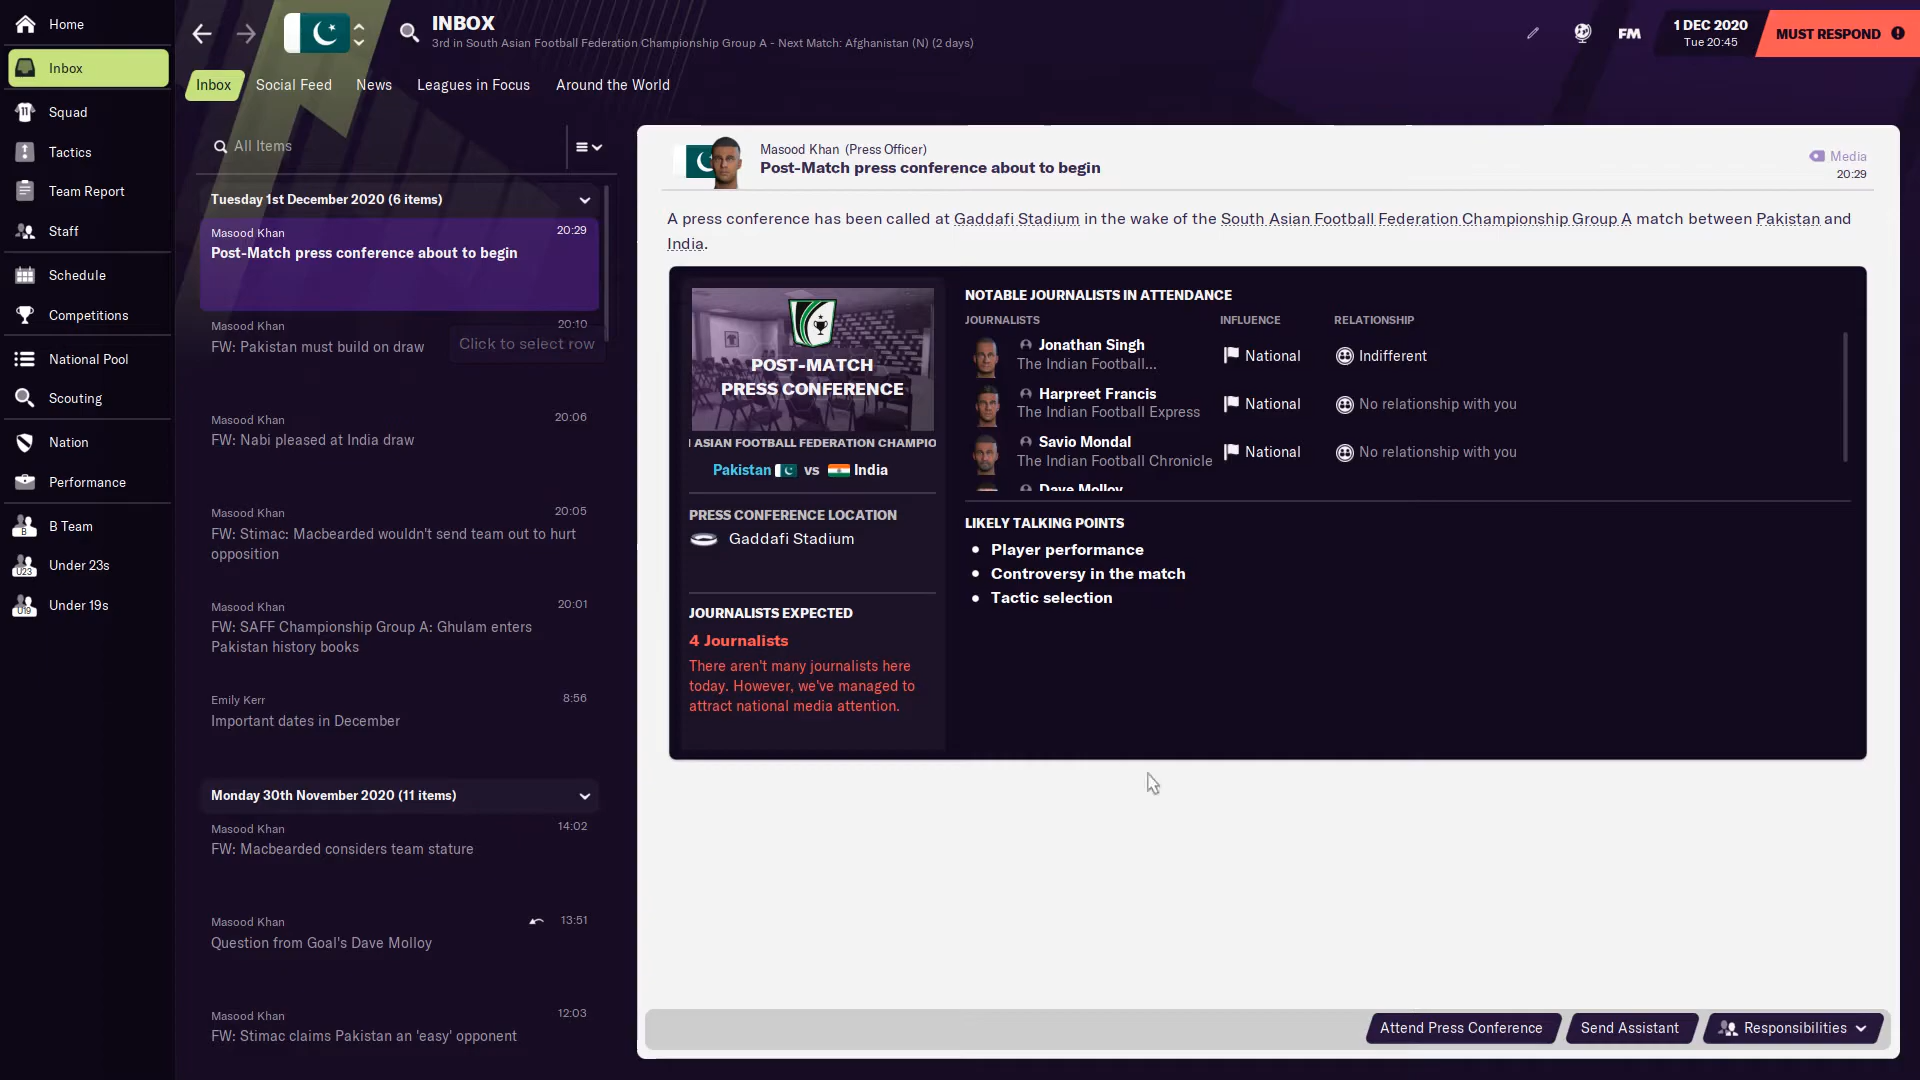 Home
Inbox
Squad
Tactics
Team Report
Staff
Schedule
Competitions
National Pool
Scouting
Nation
Performance
B Team
Under 23s
Under 19s
INBOX
3rd in South Asian Football Federation Championship Group A - Next Match: Afghanistan (N) (2 days)
FM
1 DEC 2020
Tue 20:45
MUST RESPOND
Inbox
Social Feed
News
Leagues in Focus
Around the World
All Items
Tuesday 1st December 2020 (6 items)
Masood Khan 20:29
Post-Match press conference about to begin
Masood Khan 20:10
FW: Pakistan must build on draw
Click to select row
Masood Khan 20:06
FW: Nabi pleased at India draw
Masood Khan 20:05
FW: Stimac: Macbearded wouldn't send team out to hurt
opposition
Masood Khan 20:01
FW: SAFF Championship Group A: Ghulam enters
Pakistan history books
Emily Kerr 8:56
Important dates in December
Monday 30th November 2020 (11 items)
Masood Khan 14:02
FW: Macbearded considers team stature
Masood Khan 13:51
Question from Goal's Dave Molloy
Masood Khan 12:03
FW: Stimac claims Pakistan an 'easy' opponent
Masood Khan (Press Officer)
Post-Match press conference about to begin
Media
20:29
A press conference has been called at Gaddafi Stadium in the wake of the South Asian Football Federation Championship Group A match between Pakistan and
India.
POST-MATCH
PRESS CONFERENCE
ASIAN FOOTBALL FEDERATION CHAMPIO
Pakistan vs India
PRESS CONFERENCE LOCATION
Gaddafi Stadium
JOURNALISTS EXPECTED
4 Journalists
There aren't many journalists here
today. However, we've managed to
attract national media attention.
NOTABLE JOURNALISTS IN ATTENDANCE
JOURNALISTS INFLUENCE RELATIONSHIP
Jonathan Singh
The Indian Football...
National
Indifferent
Harpreet Francis
The Indian Football Express
National
No relationship with you
Savio Mondal
The Indian Football Chronicle
National
No relationship with you
Dave Molloy
LIKELY TALKING POINTS
• Player performance
• Controversy in the match
• Tactic selection
Attend Press Conference
Send Assistant
Responsibilities